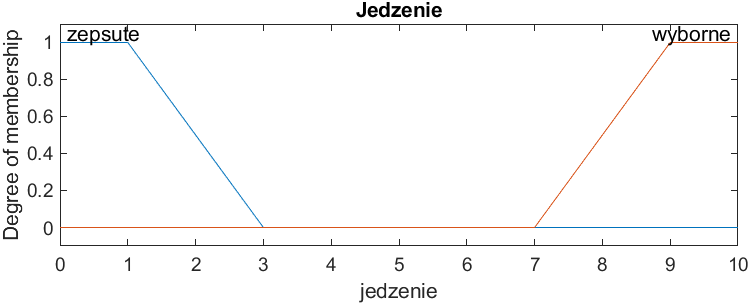 Jedzenie
zepsute
wyborne
Degree of membership
1
0.8
0.6
0.4
0.2
0
0 1 2 3 4 5 6 7 8 9 10
jedzenie